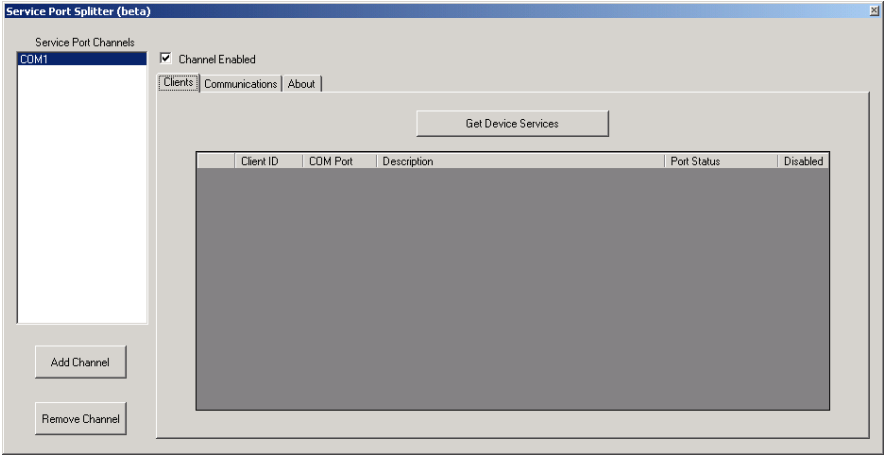 Service Port Splitter (beta)
Service Port Channels
COM1
Channel Enabled
Clients Communications About
Get Device Services
Client ID COM Port Description Port Status Disabled
Add Channel
Remove Channel